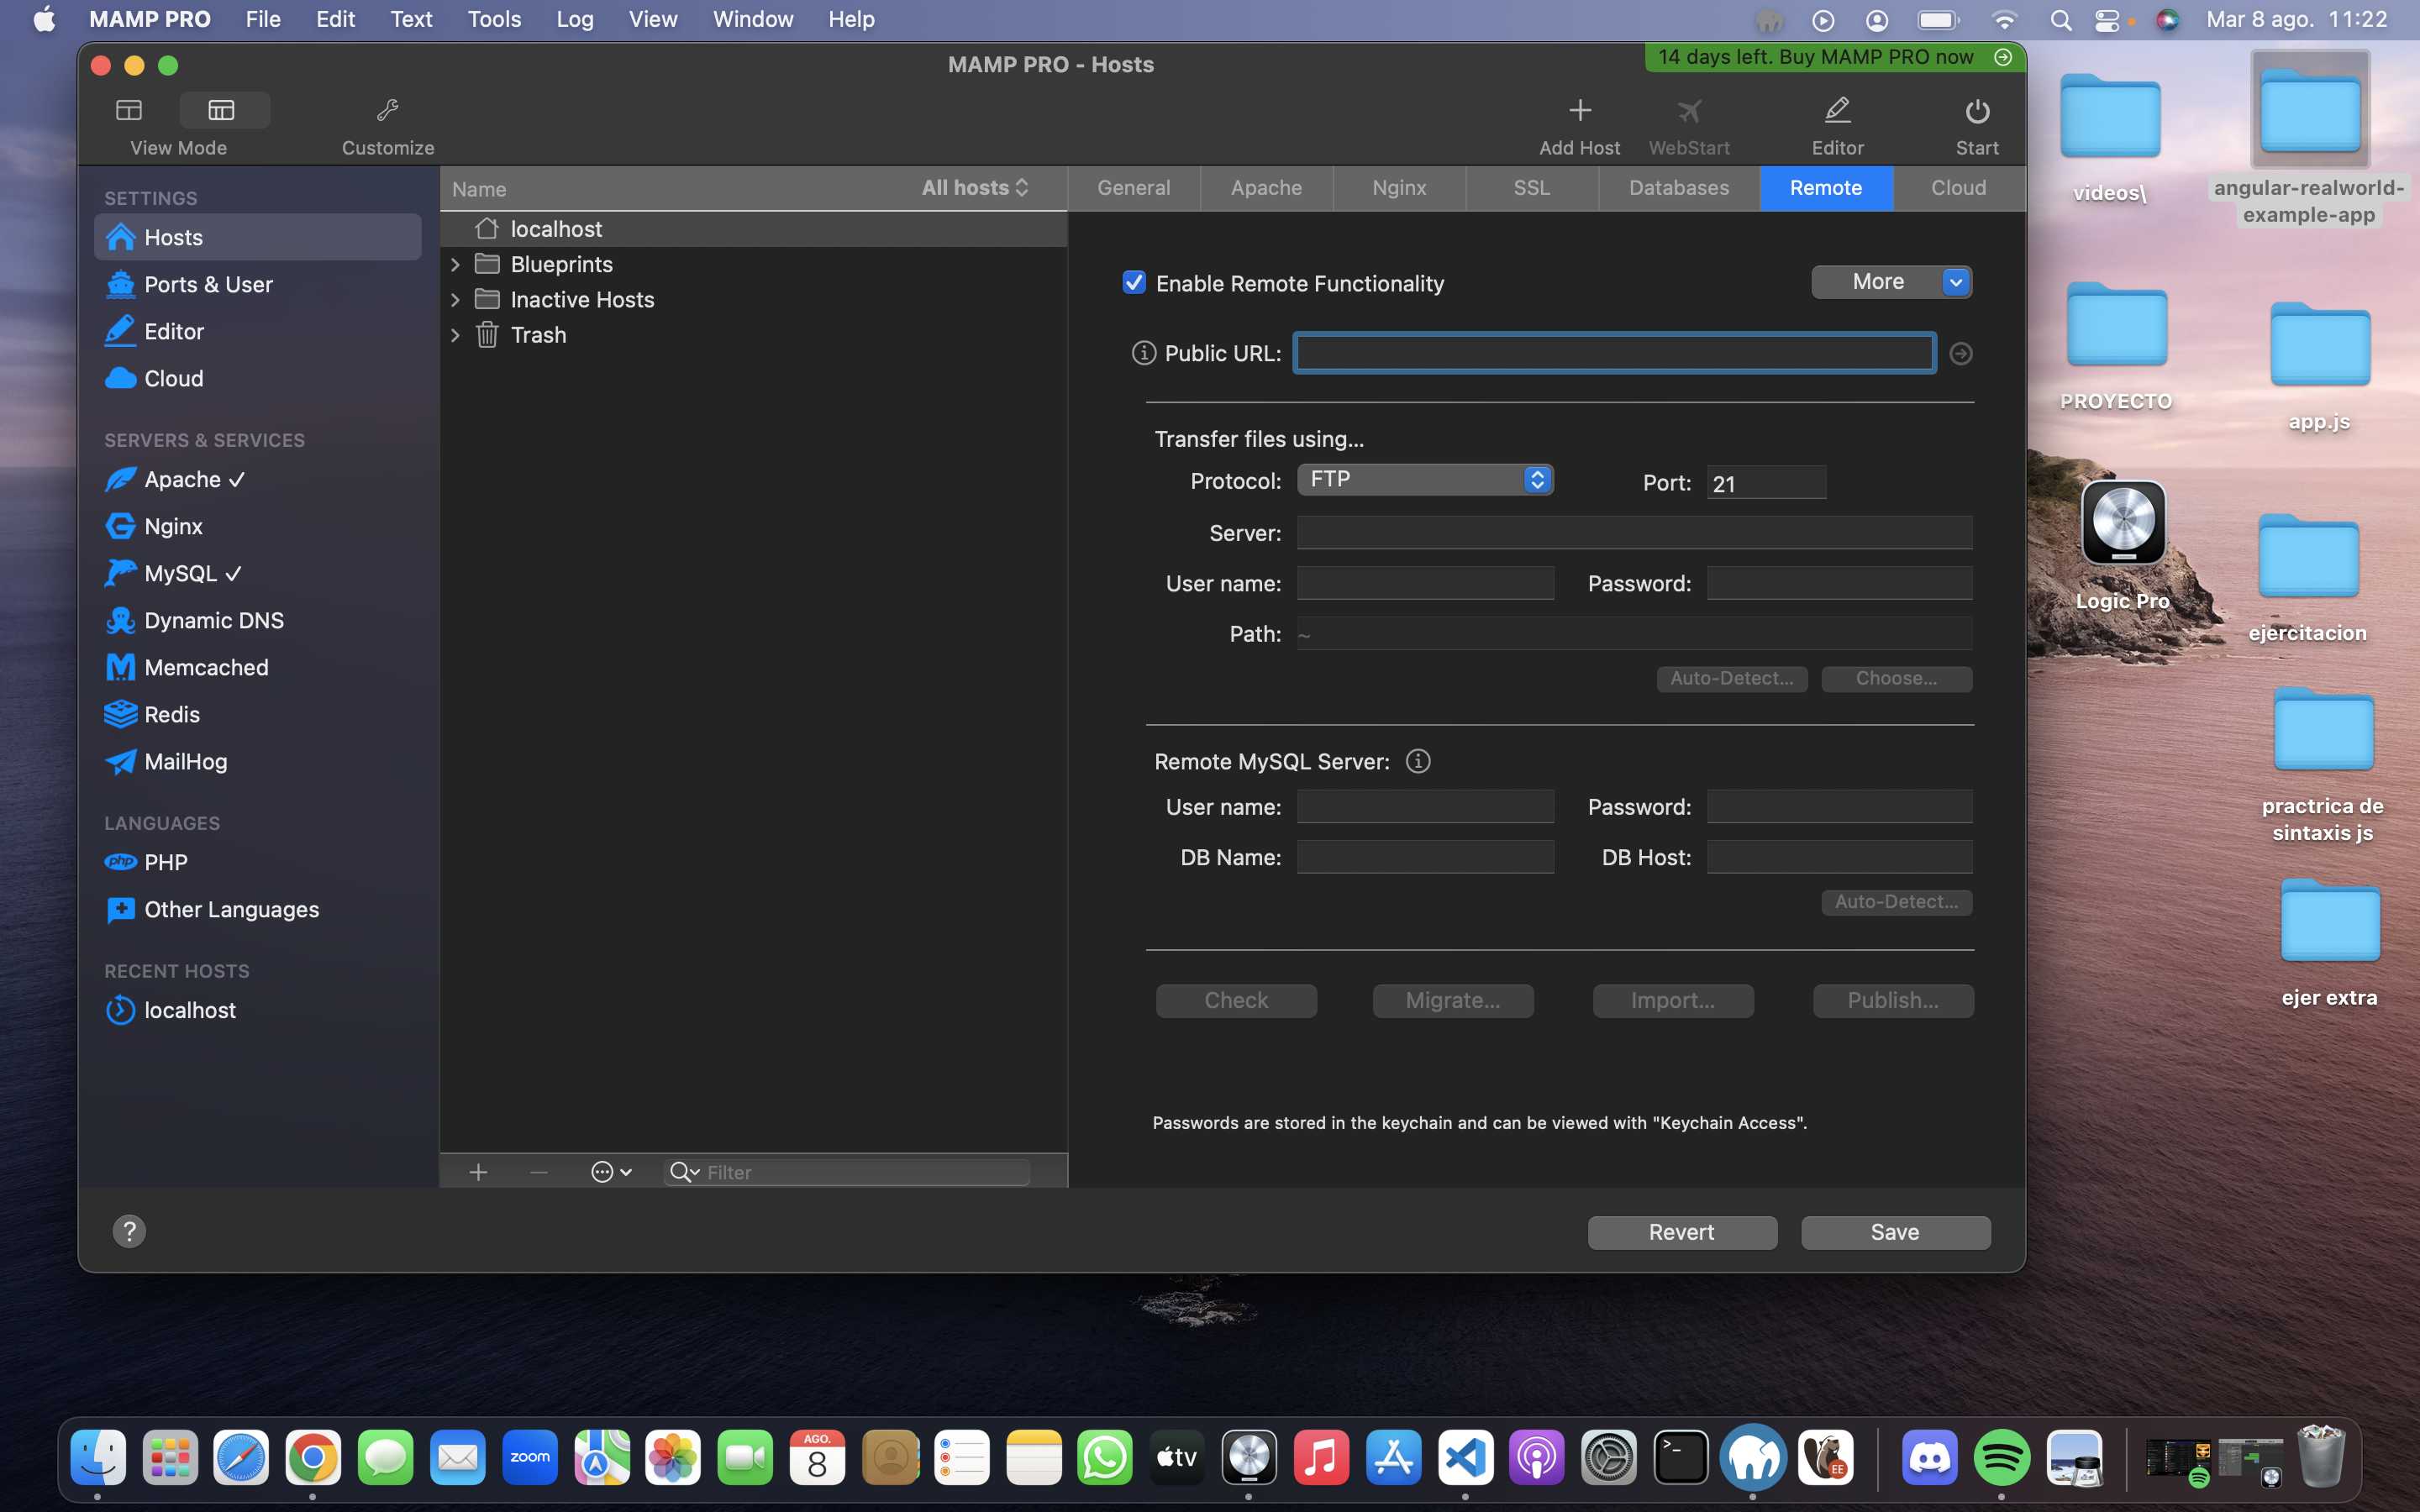 MAMP PRO File Edit Text Tools Log View Window Help Mar 8 ago. 11:22
MAMP PRO - Hosts
14 days left. Buy MAMP PRO now
View Mode Customize Add Host WebStart Editor Start
SETTINGS
Hosts
Ports & User
Editor
Cloud
SERVERS & SERVICES
Apache ✓
Nginx
MySQL ✓
Dynamic DNS
Memcached
Redis
MailHog
LANGUAGES
php PHP
Other Languages
RECENT HOSTS
localhost
Name All hosts
localhost
Blueprints
Inactive Hosts
Trash
Filter
General Apache Nginx SSL Databases Remote Cloud
Enable Remote Functionality More
Public URL:
Transfer files using...
Protocol: FTP Port: 21
Server:
User name: Password:
Path: ~
Auto-Detect... Choose...
Remote MySQL Server:
User name: Password:
DB Name: DB Host:
Auto-Detect...
Check Migrate... Import... Publish...
Passwords are stored in the keychain and can be viewed with "Keychain Access".
? Revert Save
videos\
angular-realworld-
example-app
PROYECTO
app.js
Logic Pro
ejercitacion
practrica de
sintaxis js
ejer extra
zoom
AGO.
8
tv
>_
EE